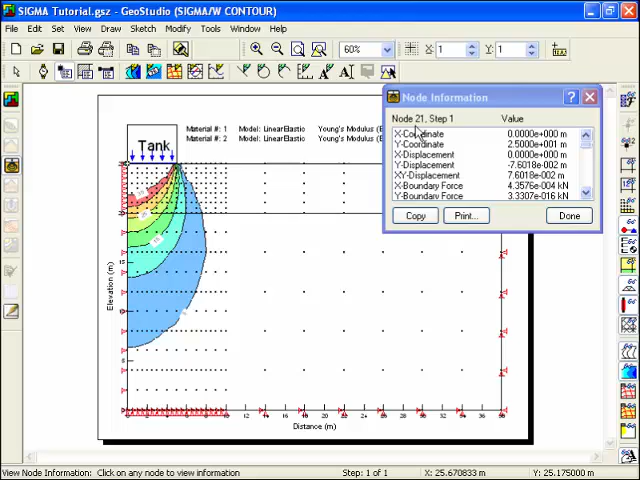 SIGMA Tutorial.gsz - GeoStudio (SIGMA/W CONTOUR)
File Edit Set View Draw Sketch Modify Tools Window Help
60% X: 1 Y: 1
Node Information
Node 21, Step 1 Value
X-Coordinate 0.0000e+000 m
Y-Coordinate 2.5000e+001 m
X-Displacement 0.0000e+000 m
Y-Displacement -7.6018e-002 m
XY-Displacement 7.6018e-002 m
X-Boundary Force 4.3576e-004 kN
Y-Boundary Force 3.3307e-016 kN
Copy Print... Done
Material #: 1 Model: LinearElastic Young's Modulus (E
Material #: 2 Model: LinearElastic Young's Modulus (E
Tank
Elevation (m)
15
5
0
Distance (m)
View Node Information: Click on any node to view information Step: 1 of 1 X: 25.670833 m Y: 25.175000 m